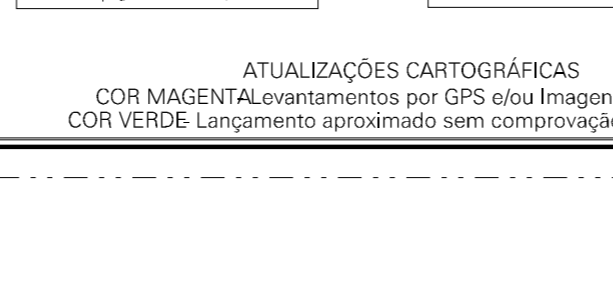 ATUALIZAÇÕES CARTOGRÁFICAS
COR MAGENTALevantamentos por GPS e/ou Imagen
COR VERDE- Lançamento aproximado sem comprovaçã